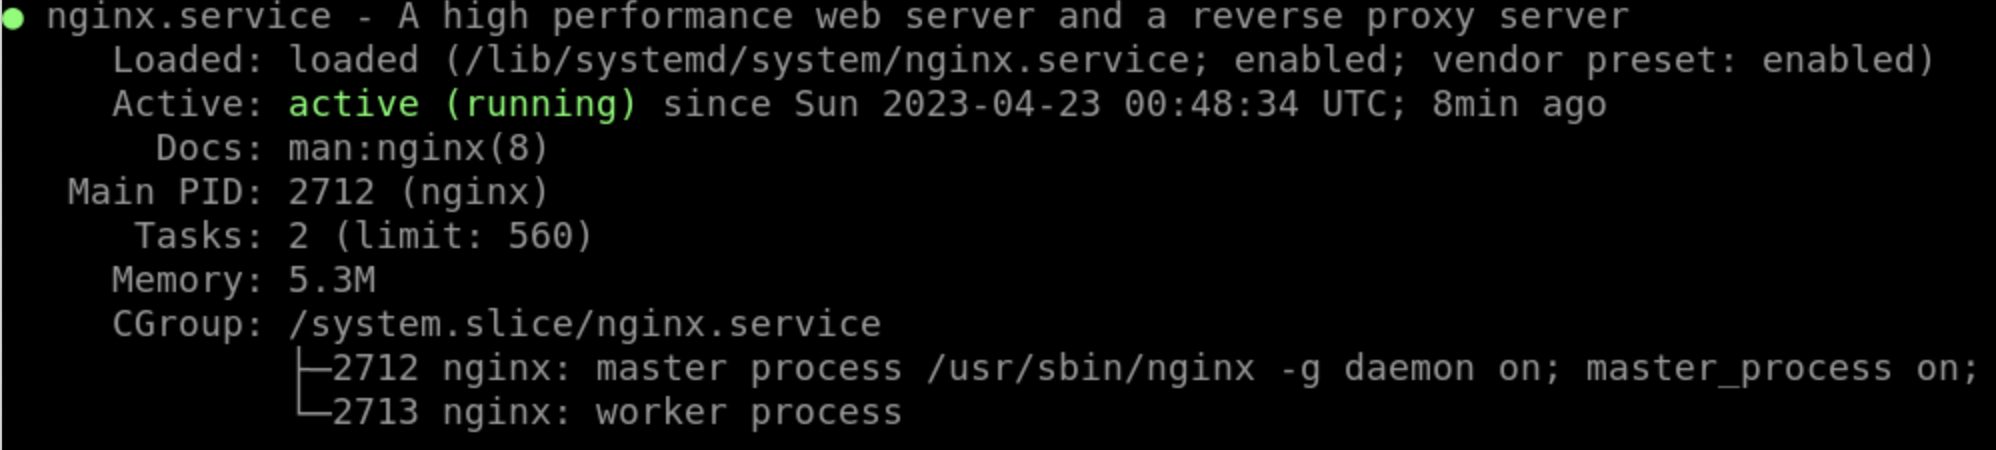 ● nginx.service - A high performance web server and a reverse proxy server
     Loaded: loaded (/lib/systemd/system/nginx.service; enabled; vendor preset: enabled)
     Active: active (running) since Sun 2023-04-23 00:48:34 UTC; 8min ago
       Docs: man:nginx(8)
   Main PID: 2712 (nginx)
      Tasks: 2 (limit: 560)
     Memory: 5.3M
     CGroup: /system.slice/nginx.service
             ├─2712 nginx: master process /usr/sbin/nginx -g daemon on; master_process on;
             └─2713 nginx: worker process